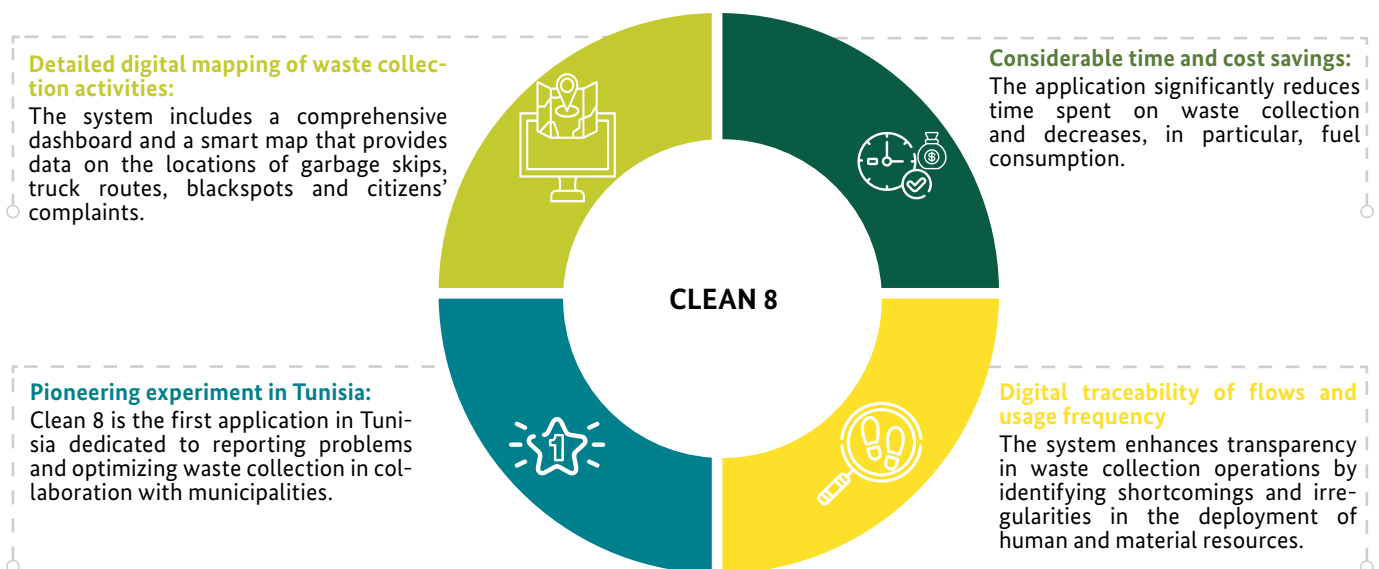 Detailed digital mapping of waste collec-
tion activities:
The system includes a comprehensive
dashboard and a smart map that provides
data on the locations of garbage skips,
truck routes, blackspots and citizens’
complaints.
Considerable time and cost savings:
The application significantly reduces
time spent on waste collection
and decreases, in particular, fuel
consumption.
CLEAN 8
Pioneering experiment in Tunisia:
Clean 8 is the first application in Tuni-
sia dedicated to reporting problems
and optimizing waste collection in col-
laboration with municipalities.
1
Digital traceability of flows and
usage frequency
The system enhances transparency
in waste collection operations by
identifying shortcomings and irre-
gularities in the deployment of
human and material resources.
$